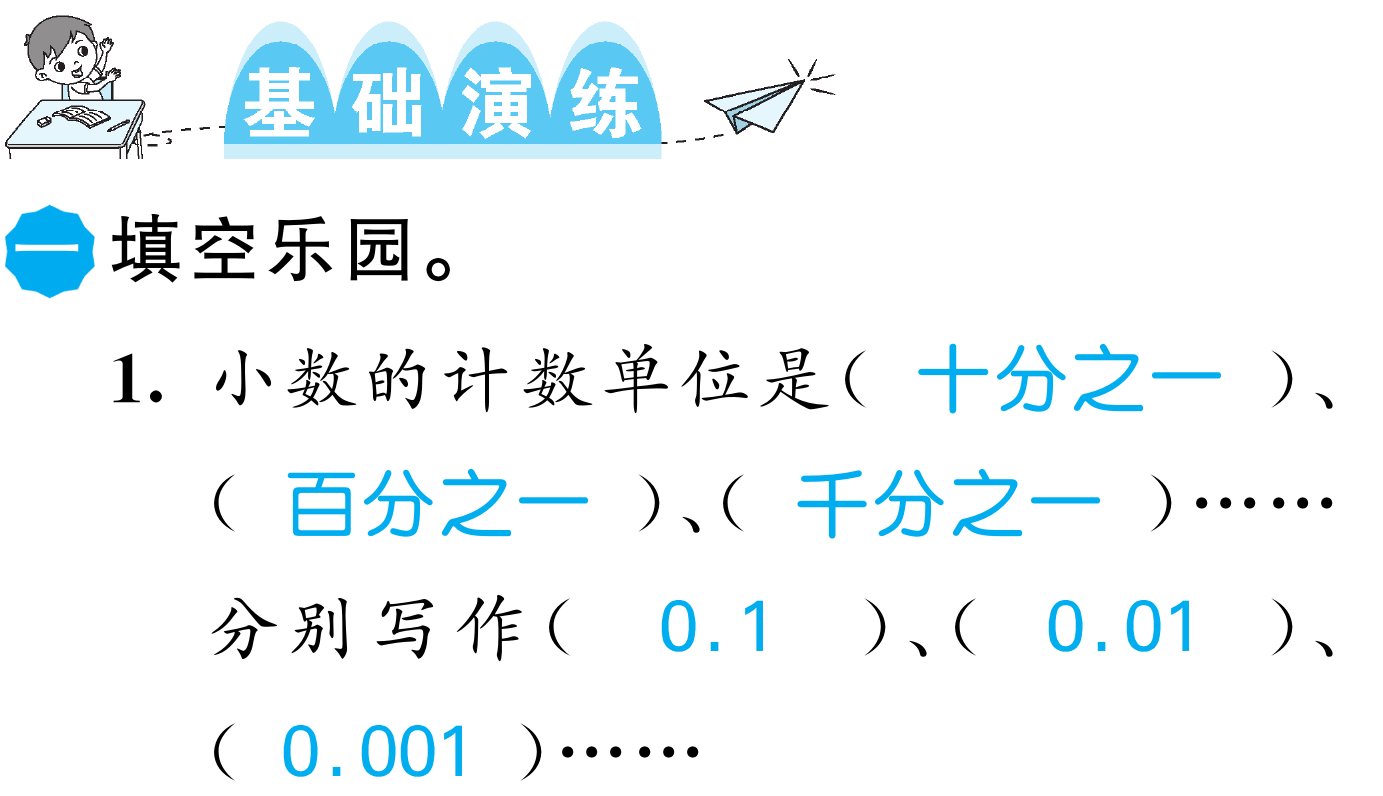 基础演练
一 填空乐园。
1. 小数的计数单位是( 十分之一 )、
( 百分之一 )、( 千分之一 )……
分别写作( 0.1 )、( 0.01 )、
( 0.001 )……